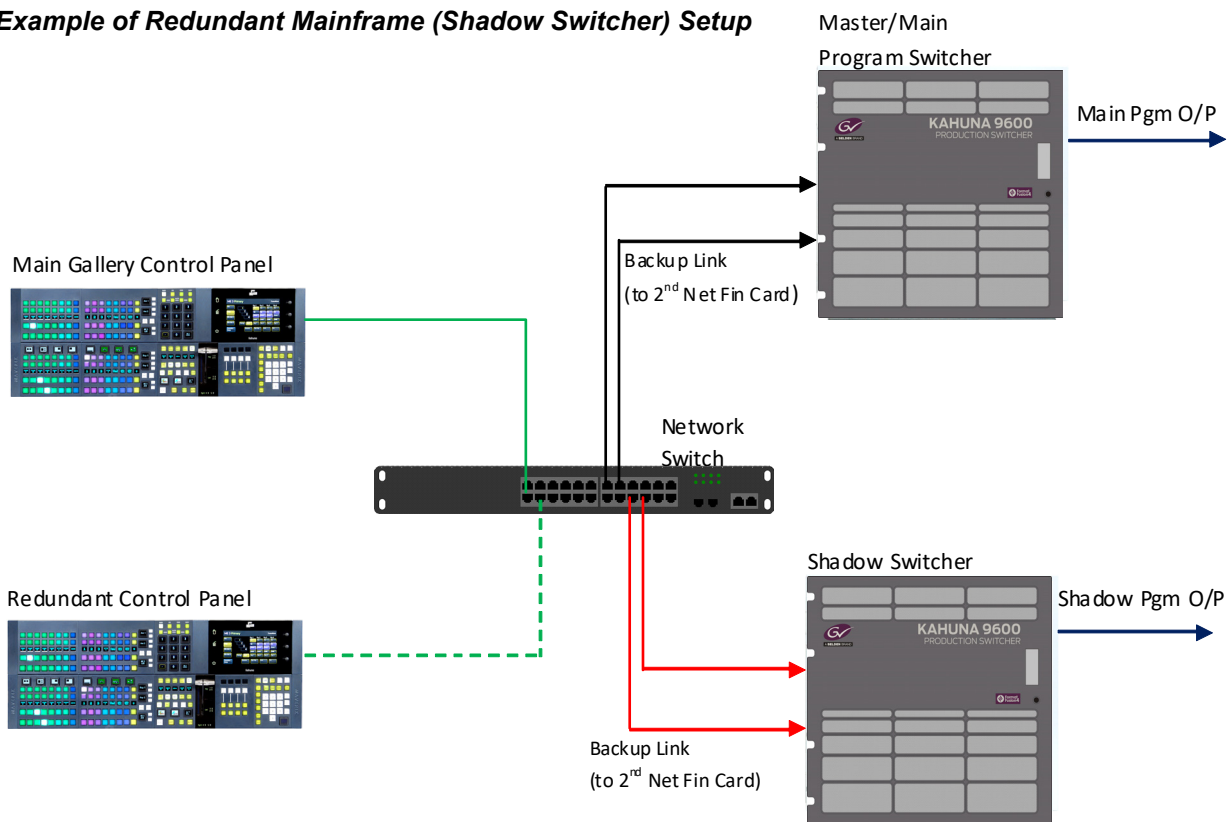 Example of Redundant Mainframe (Shadow Switcher) Setup
Master/Main
Program Switcher
KAHUNA 9600
PRODUCTION SWITCHER
GV
Main Pgm O/P
Backup Link
(to 2nd Net Fin Card)
Main Gallery Control Panel
Network
Switch
Redundant Control Panel
Shadow Switcher
KAHUNA 9600
PRODUCTION SWITCHER
GV
Shadow Pgm O/P
Backup Link
(to 2nd Net Fin Card)